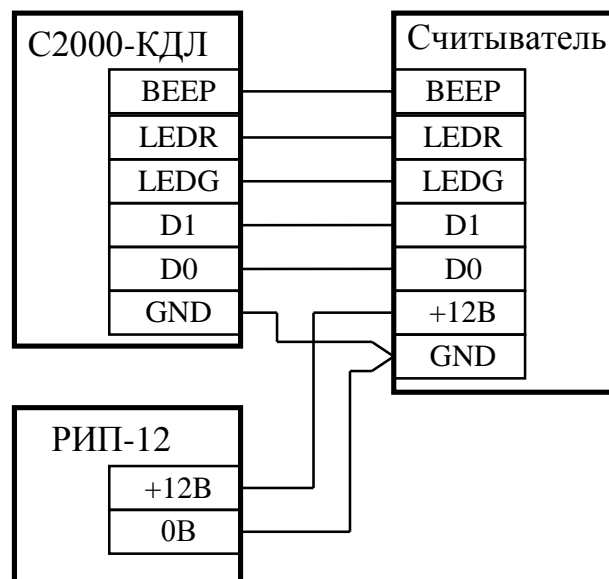 С2000-КДЛ
BEEP
LEDR
LEDG
D1
D0
GND
Считыватель
BEEP
LEDR
LEDG
D1
D0
+12В
GND
РИП-12
+12В
0В